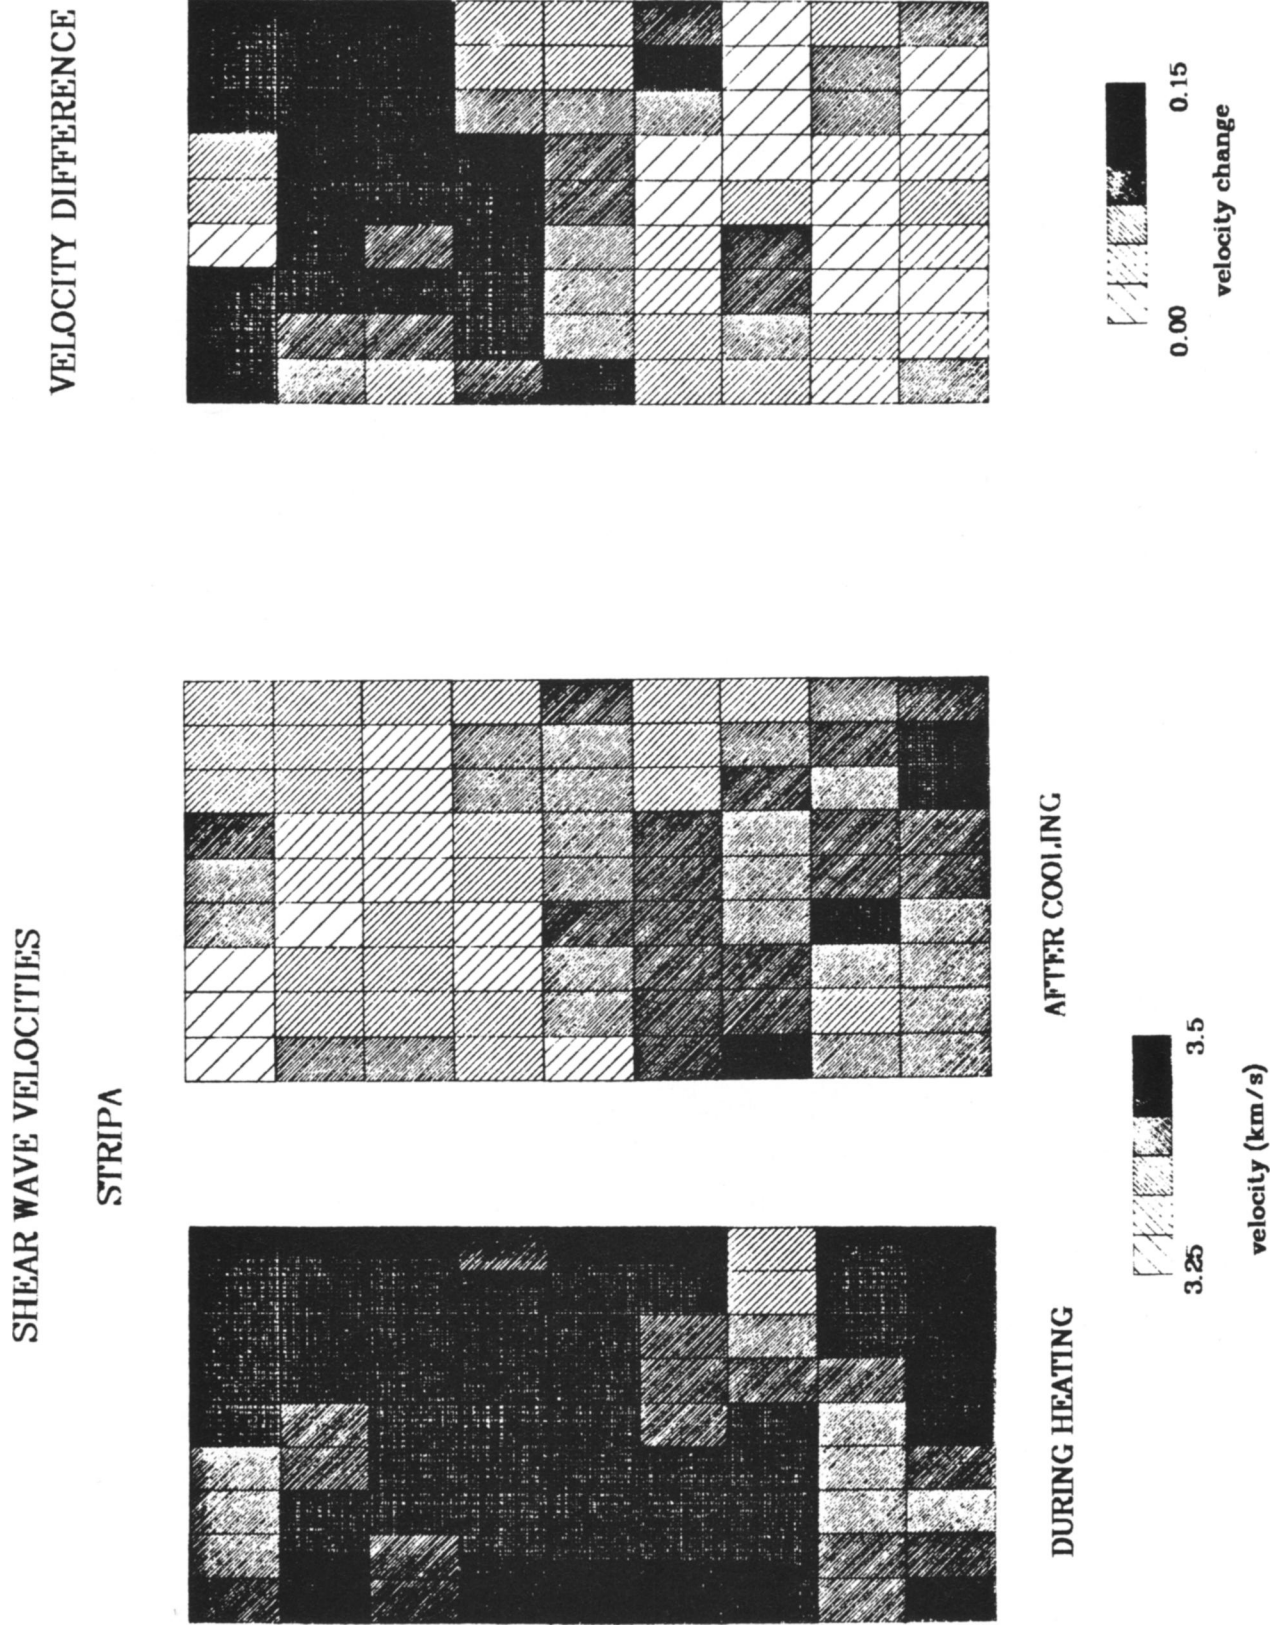 SHEAR WAVE VELOCITIES
STRIPA
VELOCITY DIFFERENCE
DURING HEATING
AFTER COOLING
3.25
3.5
velocity (km/s)
0.00
0.15
velocity change